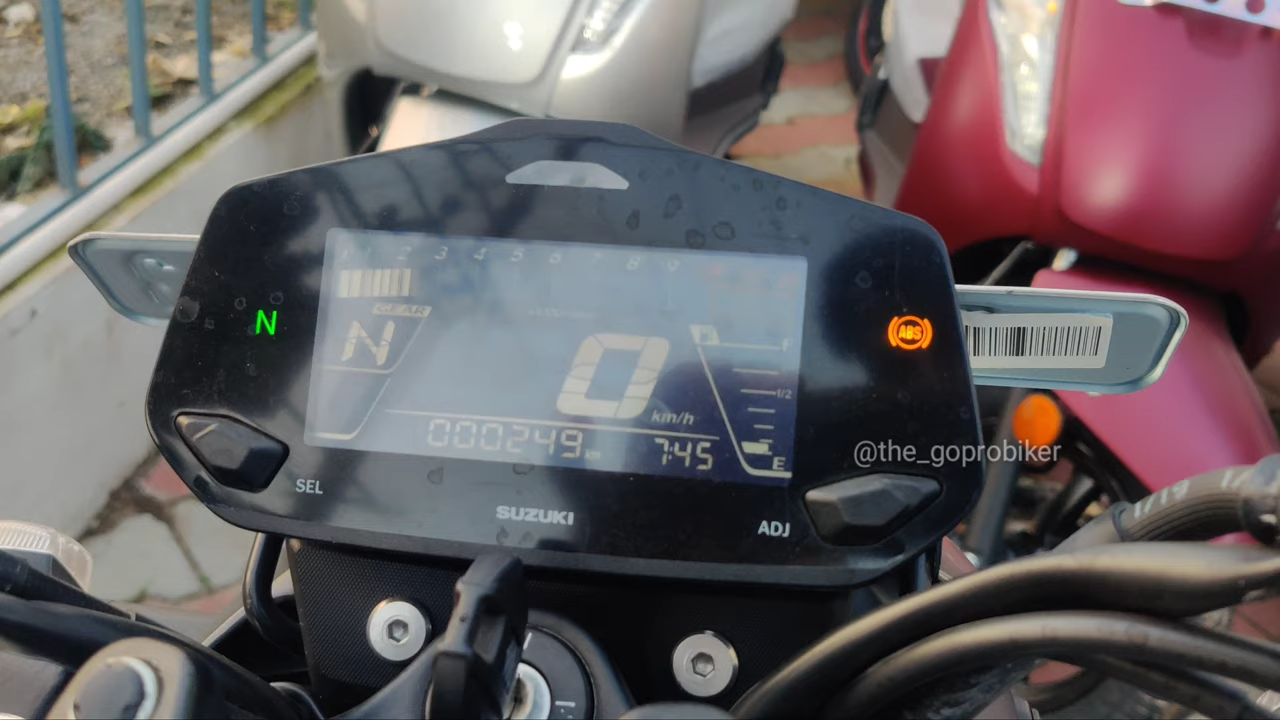 1 2 3 4 5 6 7 8 9
GEAR
N
N
ABS
0
km/h
F
1/2
E
000249 km
7:45
@the_goprobiker
SEL
SUZUKI
ADJ